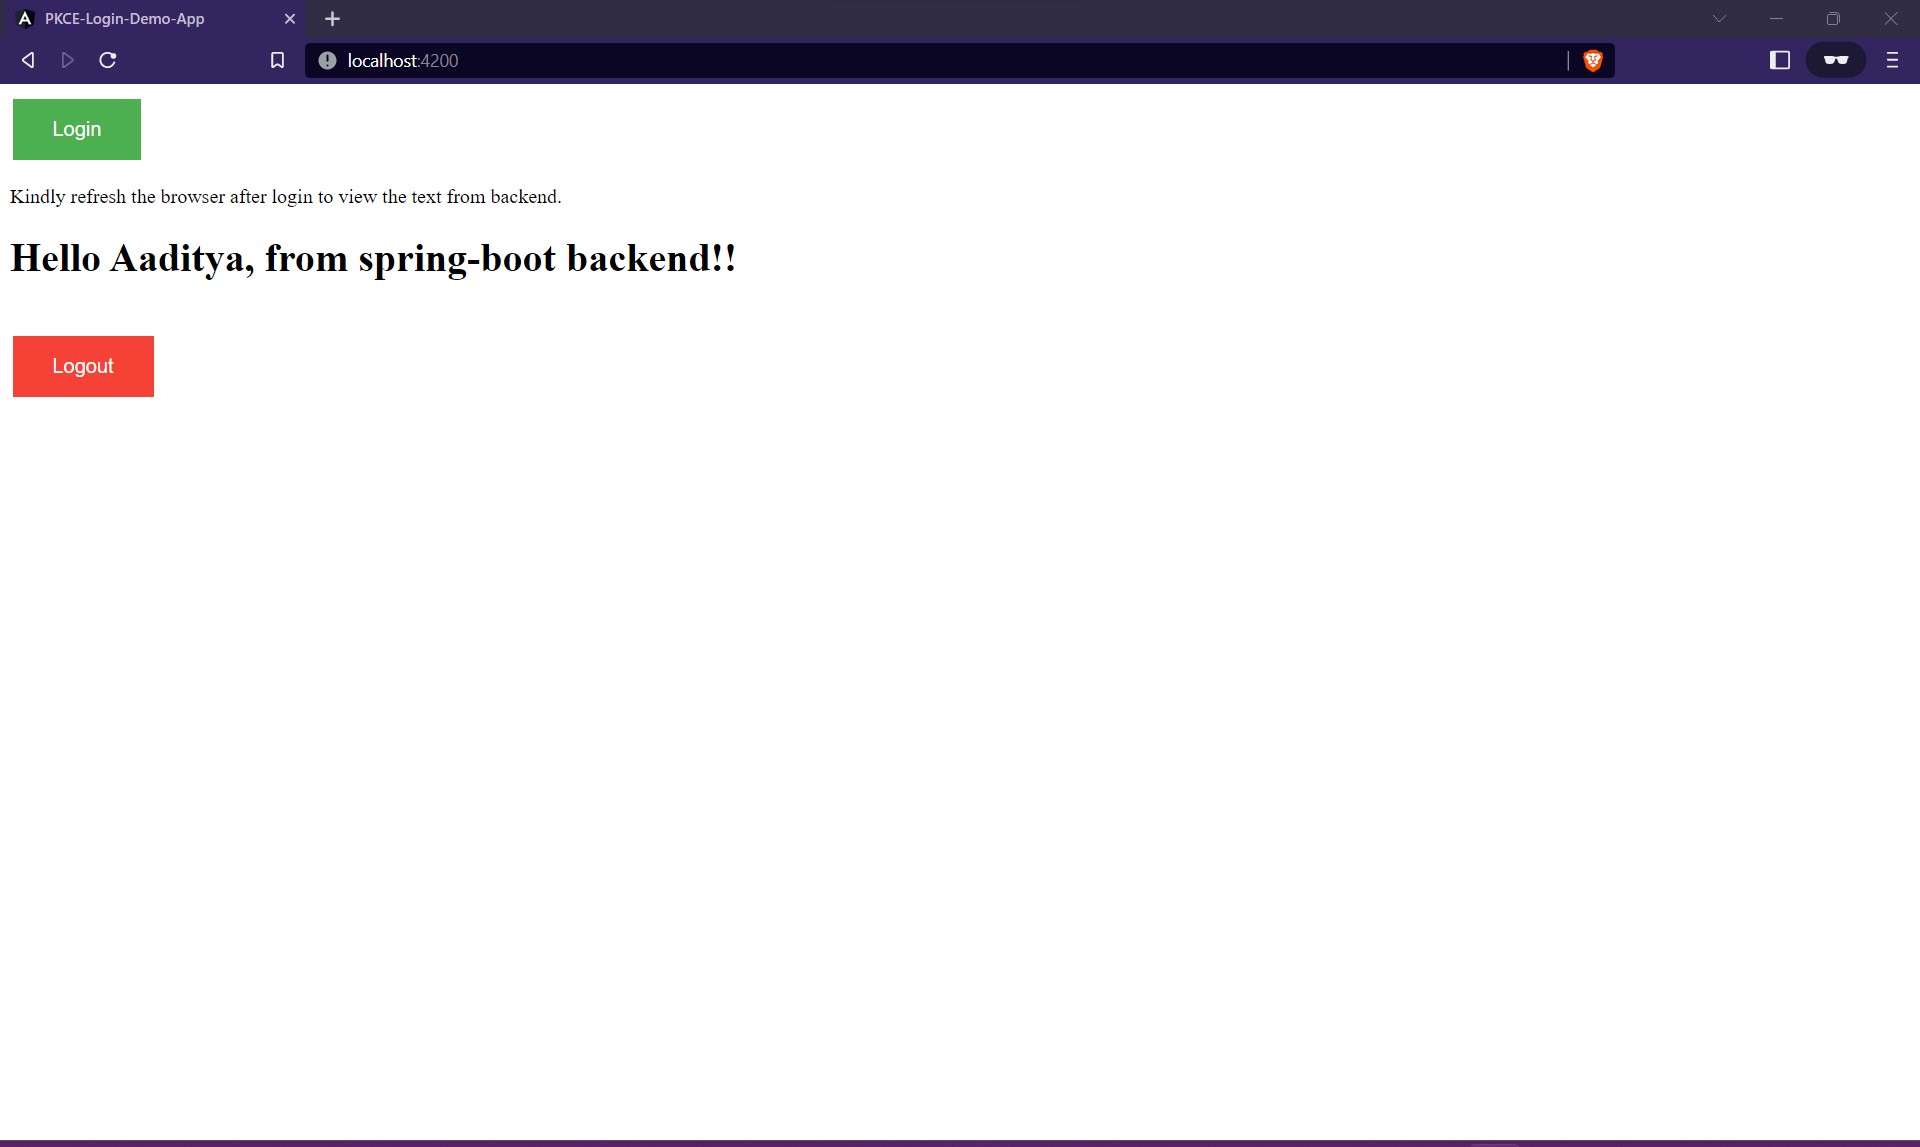 PKCE-Login-Demo-App
localhost:4200
Login
Kindly refresh the browser after login to view the text from backend.
Hello Aaditya, from spring-boot backend!!
Logout